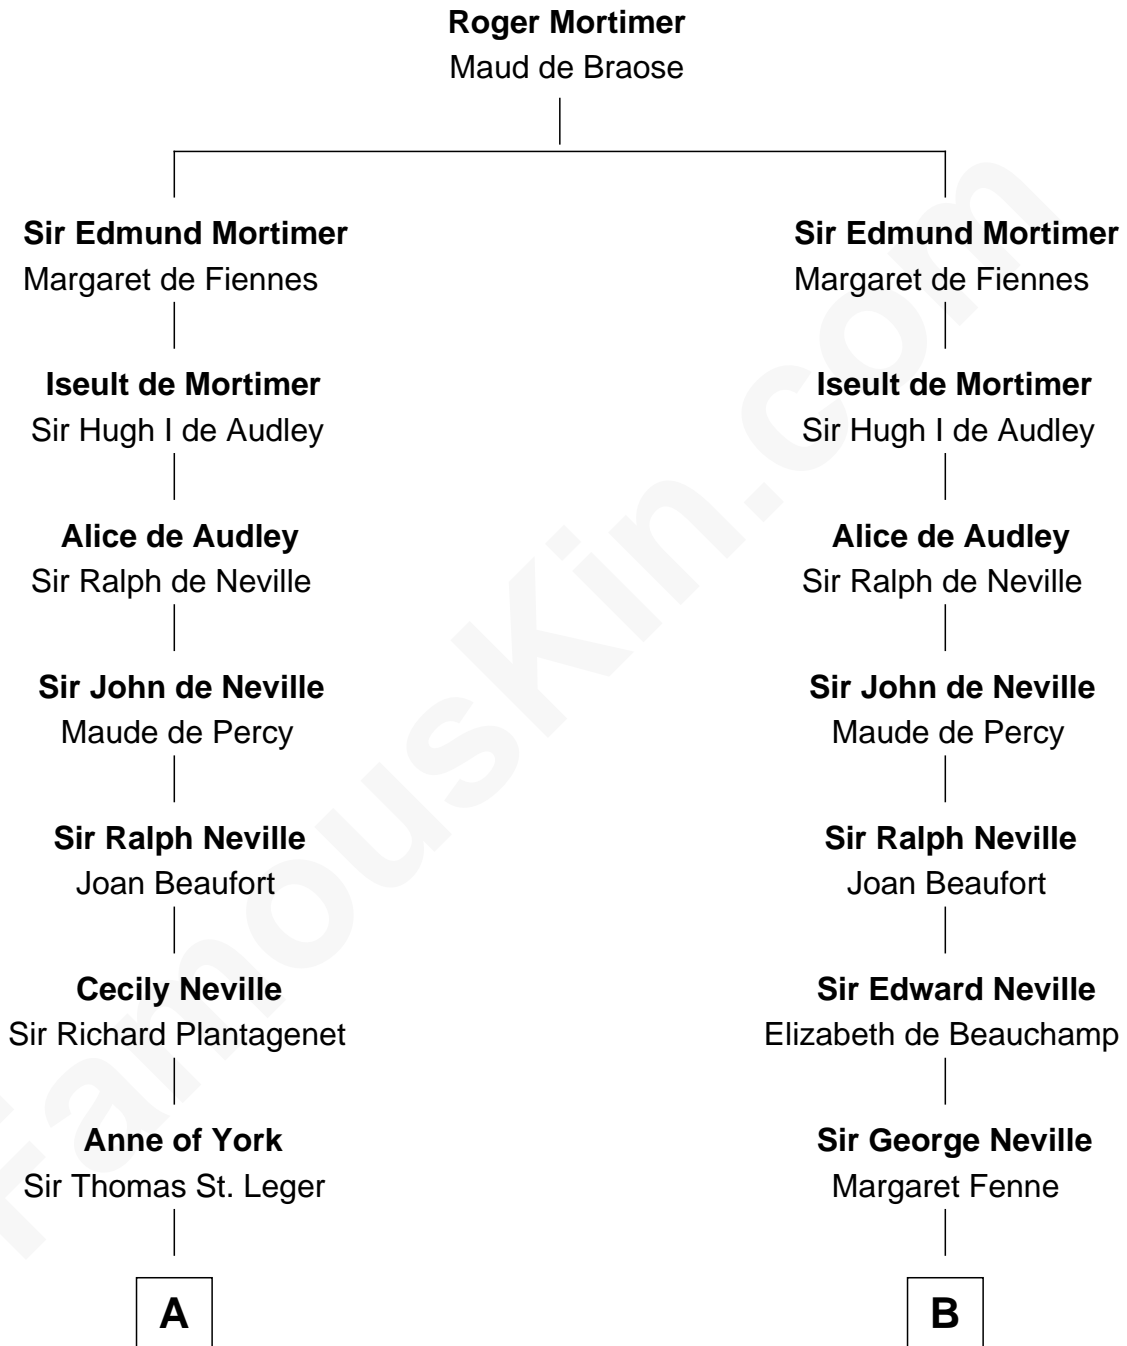 Roger Mortimer
Maud de Braose
Sir Edmund Mortimer
Margaret de Fiennes
Sir Edmund Mortimer
Margaret de Fiennes
Iseult de Mortimer
Sir Hugh I de Audley
Iseult de Mortimer
Sir Hugh I de Audley
Alice de Audley
Sir Ralph de Neville
Alice de Audley
Sir Ralph de Neville
Sir John de Neville
Maude de Percy
Sir John de Neville
Maude de Percy
Sir Ralph Neville
Joan Beaufort
Sir Ralph Neville
Joan Beaufort
Cecily Neville
Sir Richard Plantagenet
Sir Edward Neville
Elizabeth de Beauchamp
Anne of York
Sir Thomas St. Leger
Sir George Neville
Margaret Fenne
A
B
FamousKin.com